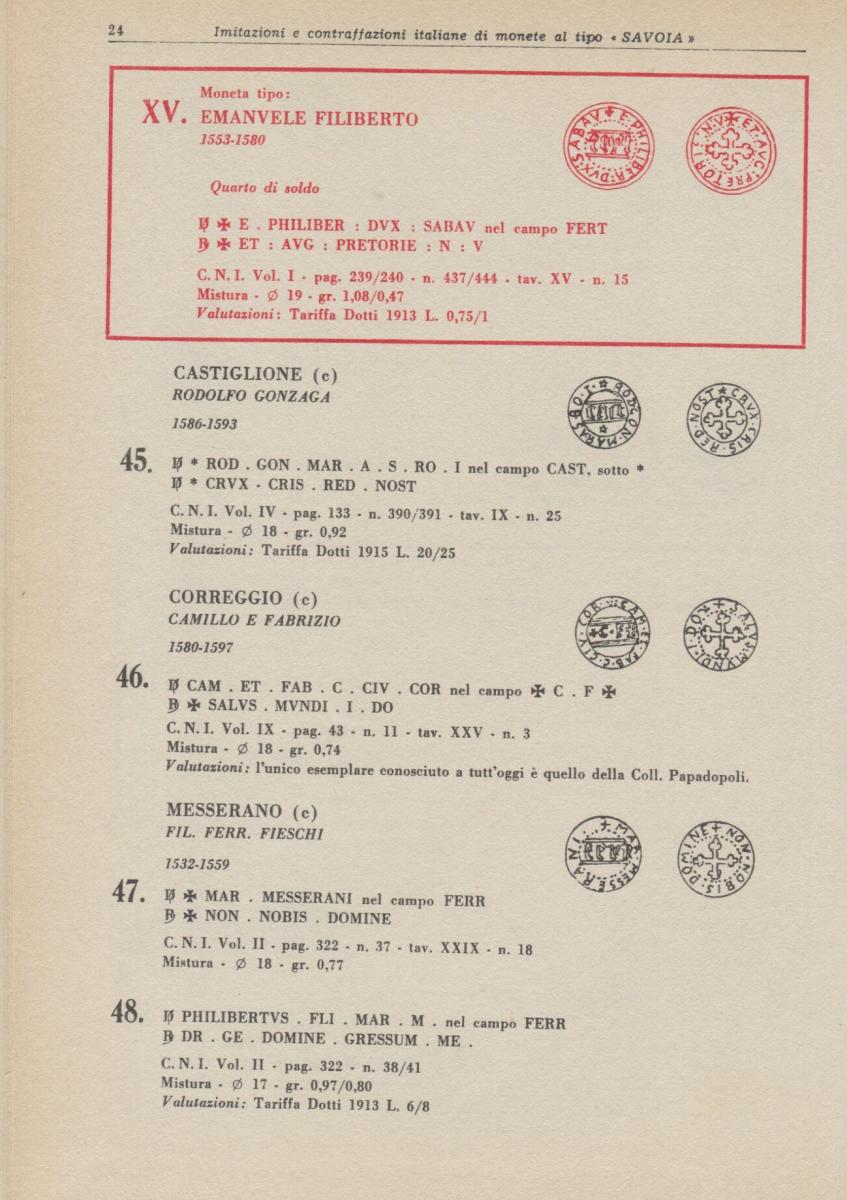 24 Imitazioni e contraffazioni italiane di monete al tipo « SAVOIA »
Moneta tipo:
XV. EMANVELE FILIBERTO
1553-1580
Quarto di soldo
✠ E . PHILIBER : DVX : SABAV nel campo FERT
✠ ET : AVG : PRETORIE : N : V
C. N. I. Vol. I - pag. 239/240 - n. 437/444 - tav. XV - n. 15
Mistura - Ø 19 - gr. 1,08/0,47
Valutazioni: Tariffa Dotti 1913 L. 0,75/1
CASTIGLIONE (c)
RODOLFO GONZAGA
1586-1593
45. D * ROD . GON . MAR . A . S . RO . I nel campo CAST, sotto *
D * CRVX - CRIS . RED . NOST
C. N. I. Vol. IV - pag. 133 - n. 390/391 - tav. IX - n. 25
Mistura - Ø 18 - gr. 0,92
Valutazioni: Tariffa Dotti 1915 L. 20/25
CORREGGIO (c)
CAMILLO E FABRIZIO
1580-1597
46. D CAM . ET . FAB . C . CIV . COR nel campo ✠ C . F ✠
R ✠ SALVS . MVNDI . I . DO
C. N. I. Vol. IX - pag. 43 - n. 11 - tav. XXV - n. 3
Mistura - Ø 18 - gr. 0,74
Valutazioni: l'unico esemplare conosciuto a tutt'oggi è quello della Coll. Papadopoli.
MESSERANO (c)
FIL. FERR. FIESCHI
1532-1559
47. D ✠ MAR . MESSERANI nel campo FERR
R ✠ NON . NOBIS . DOMINE
C. N. I. Vol. II - pag. 322 - n. 37 - tav. XXIX - n. 18
Mistura - Ø 18 - gr. 0,77
48. D PHILIBERTVS . FLI . MAR . M . nel campo FERR
R DR . GE . DOMINE . GRESSUM . ME .
C. N. I. Vol. II - pag. 322 - n. 38/41
Mistura - Ø 17 - gr. 0,97/0,80
Valutazioni: Tariffa Dotti 1913 L. 6/8